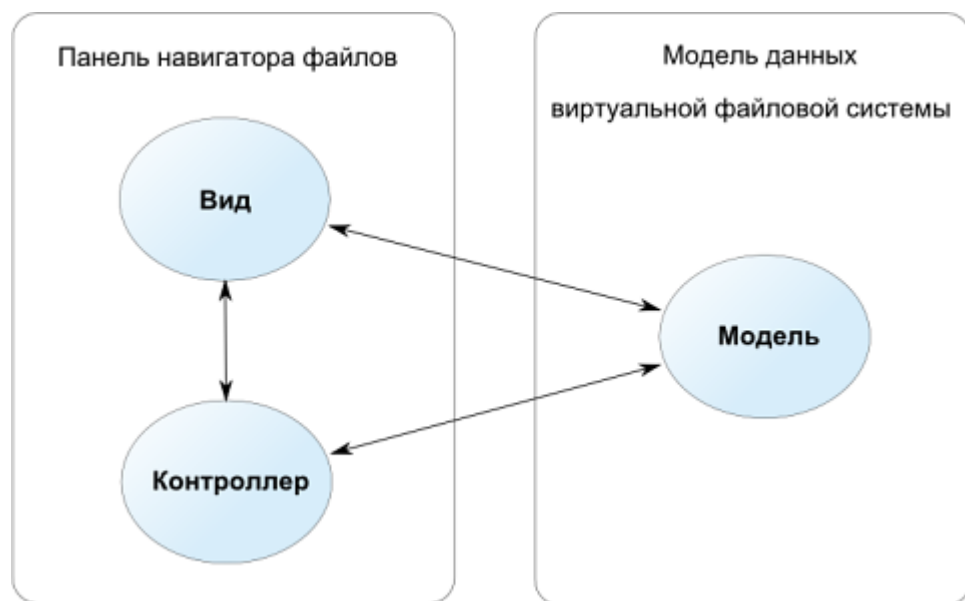 Панель навигатора файлов
Вид
Контроллер
Модель данных
виртуальной файловой системы
Модель